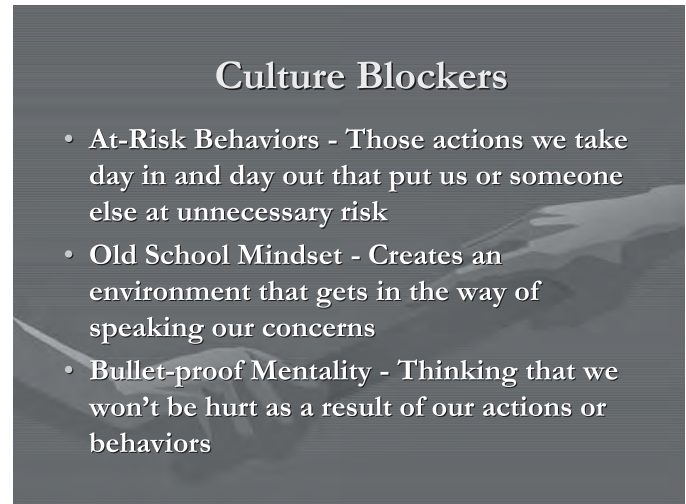 Culture Blockers
• At-Risk Behaviors - Those actions we take
day in and day out that put us or someone
else at unnecessary risk
• Old School Mindset - Creates an
environment that gets in the way of
speaking our concerns
• Bullet-proof Mentality - Thinking that we
won’t be hurt as a result of our actions or
behaviors